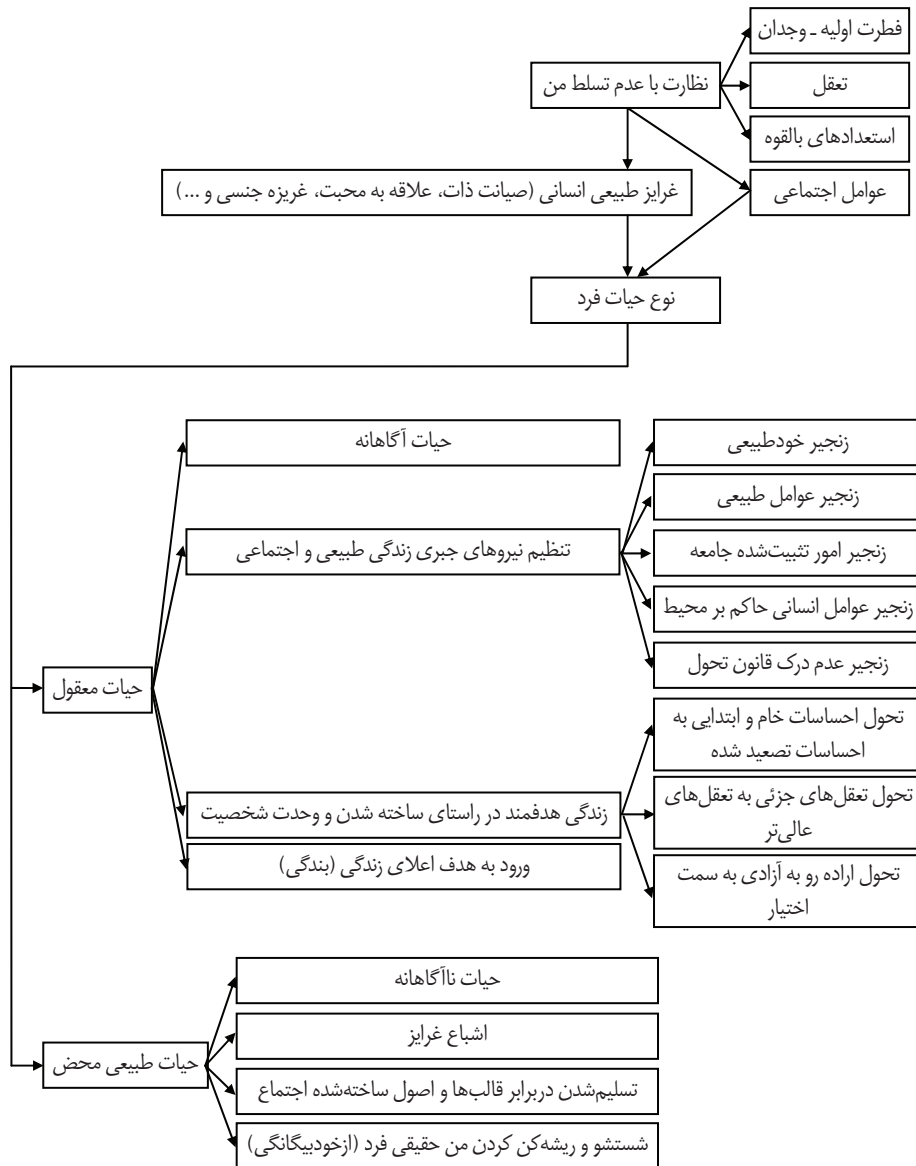 فطرت اولیه ـ وجدان
نظارت با عدم تسلط من
تعقل
استعدادهای بالقوه
غرایز طبیعی انسانی (صیانت ذات، علاقه به محبت، غریزه جنسی و ...)
عوامل اجتماعی
نوع حیات فرد
حیات آگاهانه
زنجیر خودطبیعی
زنجیر عوامل طبیعی
تنظیم نیروهای جبری زندگی طبیعی و اجتماعی
زنجیر امور تثبیت‌شده جامعه
زنجیر عوامل انسانی حاکم بر محیط
زنجیر عدم درک قانون تحول
حیات معقول
تحول احساسات خام و ابتدایی به
احساسات تصعید شده
زندگی هدفمند در راستای ساخته شدن و وحدت شخصیت
تحول تعقل‌های جزئی به تعقل‌های
عالی‌تر
ورود به هدف اعلای زندگی (بندگی)
تحول اراده رو به آزادی به سمت
اختیار
حیات ناآگاهانه
اشباع غرایز
حیات طبیعی محض
تسلیم‌شدن دربرابر قالب‌ها و اصول ساخته‌شده اجتماع
شستشو و ریشه‌کن کردن من حقیقی فرد (ازخودبیگانگی)